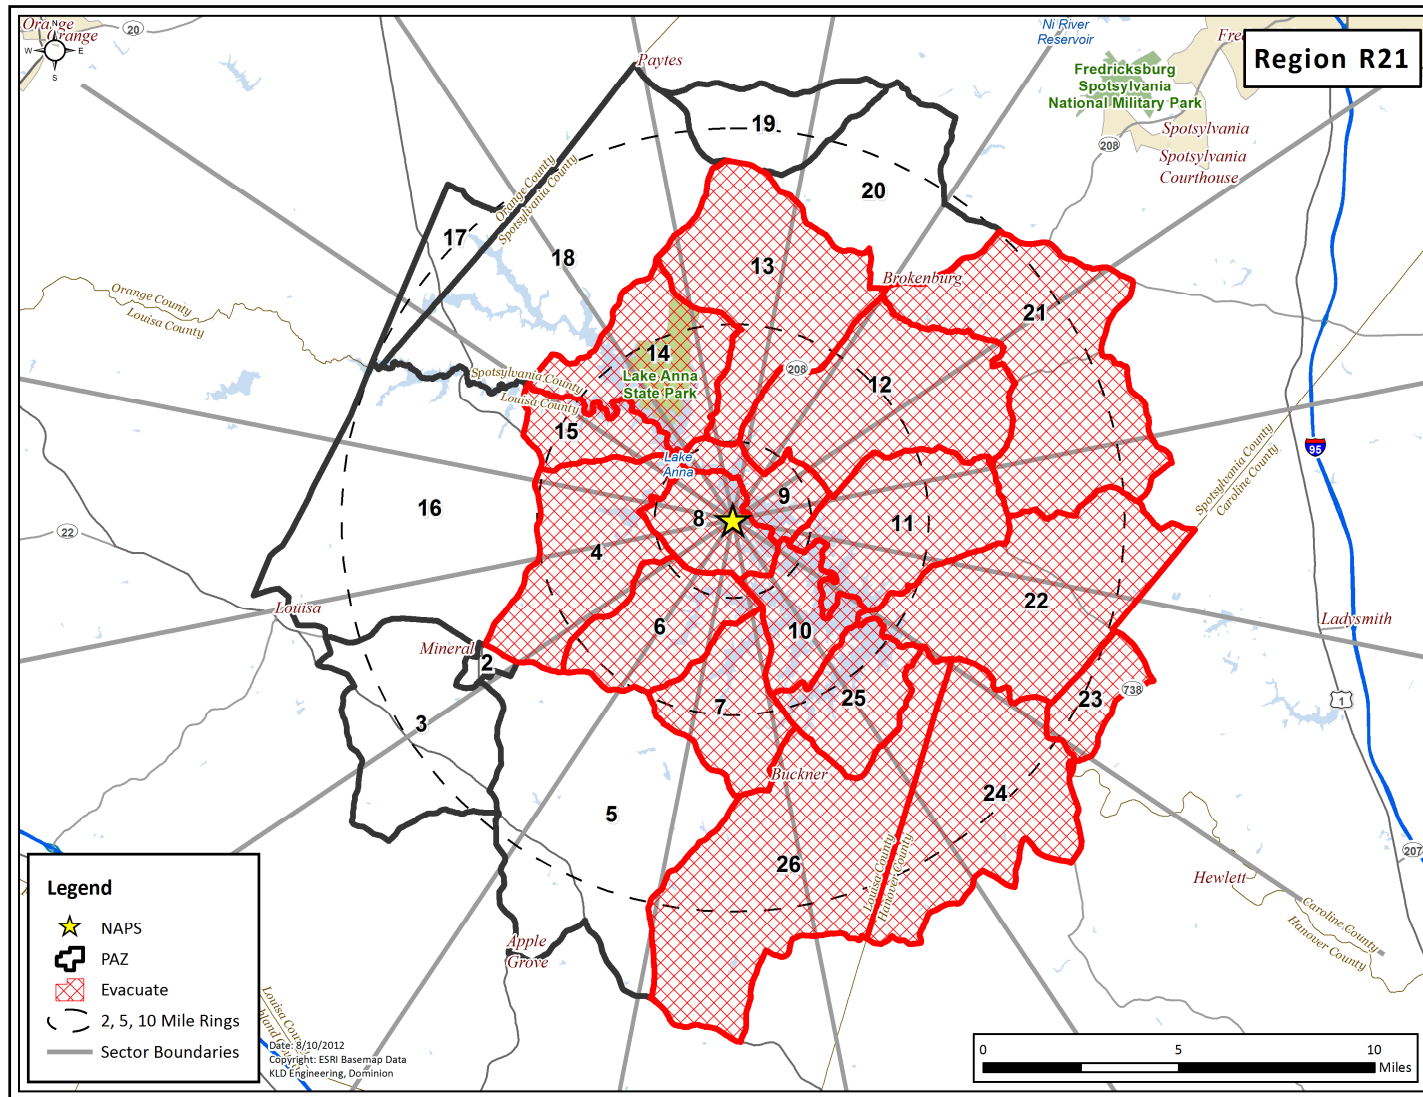 Orange
Orange
N
W
E
S
20
Paytes
Ni River
Reservoir
Fredricksburg
Spotsylvania
National Military Park
Region R21
208
Spotsylvania
Spotsylvania
Courthouse
19
20
17
18
Orange County
Spotsylvania County
13
Brokenburg
21
Orange County
Louisa County
14
Lake Anna
State Park
208
12
Spotsylvania County
Louisa County
15
Lake
Anna
95
Spotsylvania County
Caroline County
16
8
9
11
22
4
Louisa
6
10
22
Ladysmith
Mineral
2
3
7
25
23
738
1
Buckner
5
24
26
Louisa County
Hanover County
207
Hewlett
Caroline County
Hanover County
Apple
Grove
Legend
NAPS
PAZ
Evacuate
2, 5, 10 Mile Rings
Sector Boundaries
Louisa County
Date: 8/10/2012
Copyright: ESRI Basemap Data
KLD Engineering, Dominion
0
5
10
Miles